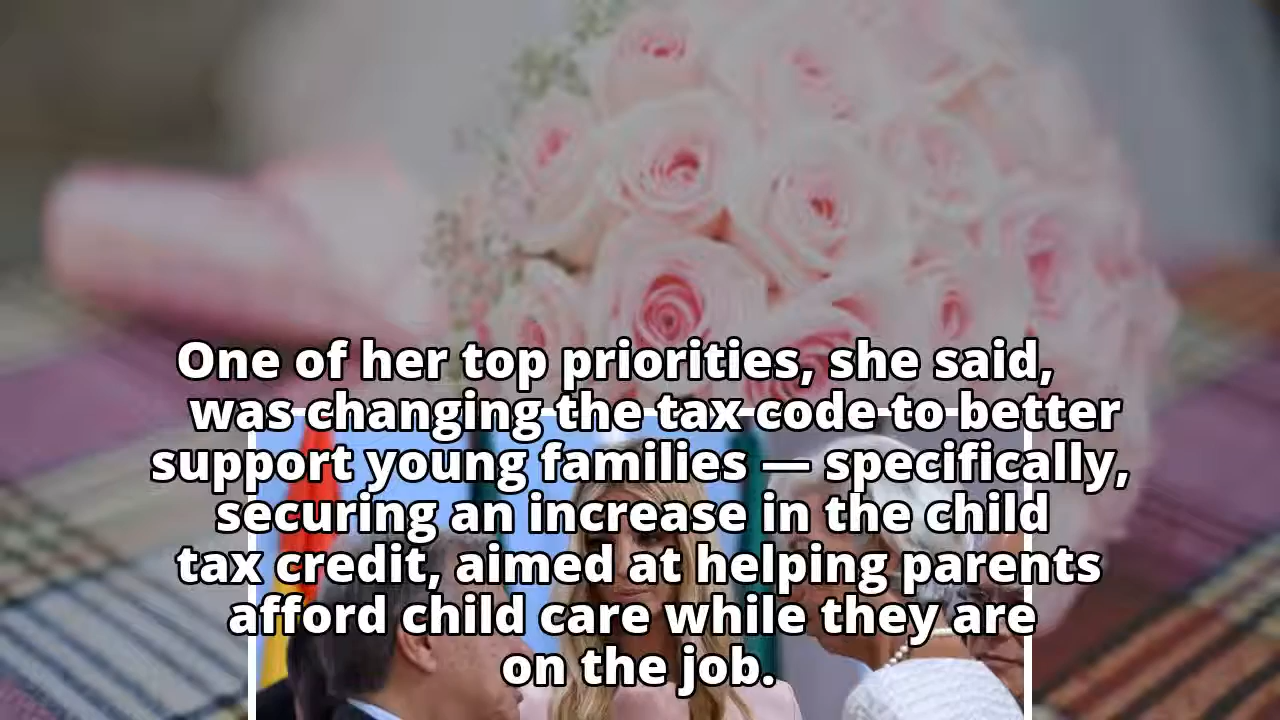 One of her top priorities, she said,
was changing the tax code to better
support young families — specifically,
securing an increase in the child
tax credit, aimed at helping parents
afford child care while they are
on the job.